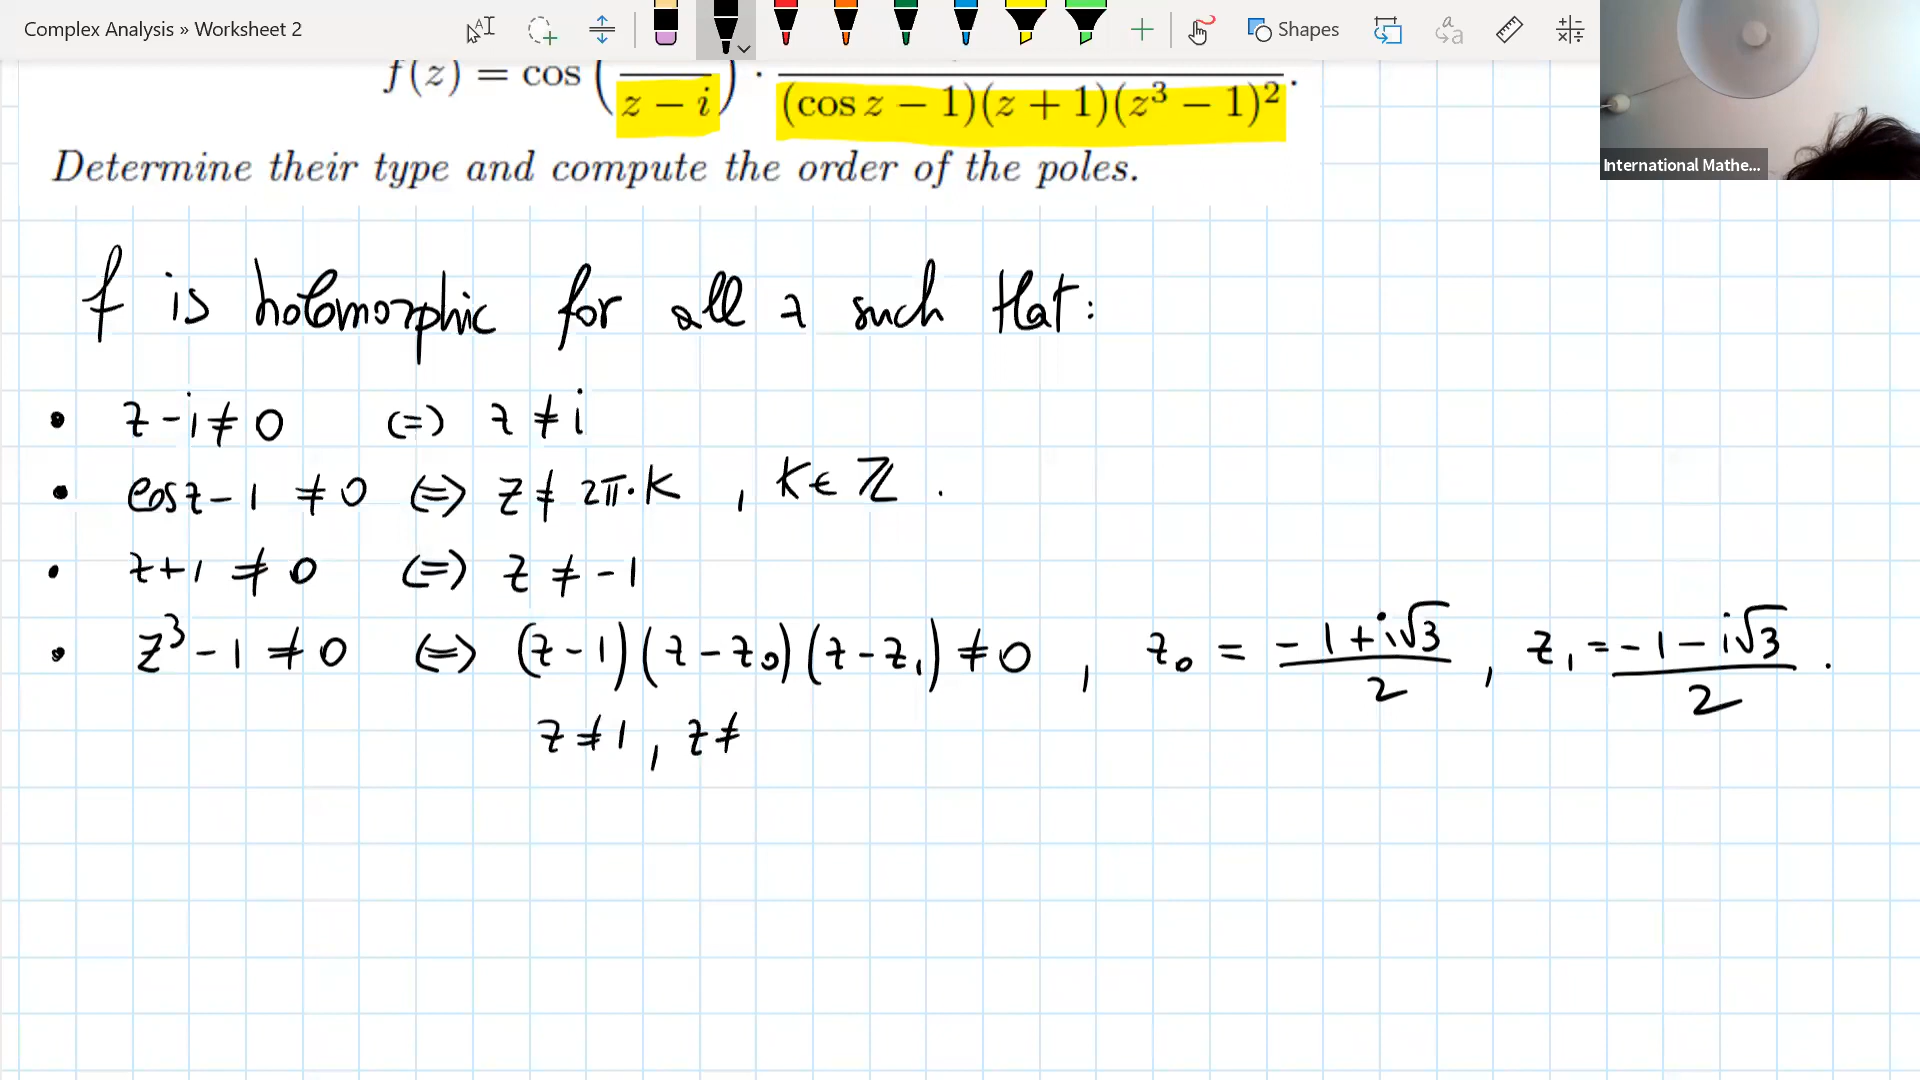 Complex Analysis » Worksheet 2
Shapes
International Mathe...
f(z) = cos ( / z − i ) · / (cos z − 1)(z + 1)(z³ − 1)² .
Determine their type and compute the order of the poles.
f is holomorphic for all z such that:
• z − i ≠ 0 (=) z ≠ i
• cos z − 1 ≠ 0 <=> z ≠ 2π·k , k ∈ ℤ .
• z+1 ≠ 0 (=) z ≠ −1
• z³ − 1 ≠ 0 <=> (z−1)(z−z₀)(z−z₁) ≠ 0 , z₀ = (−1+i√3)/2 , z₁ = (−1−i√3)/2 .
z ≠ 1 , z ≠